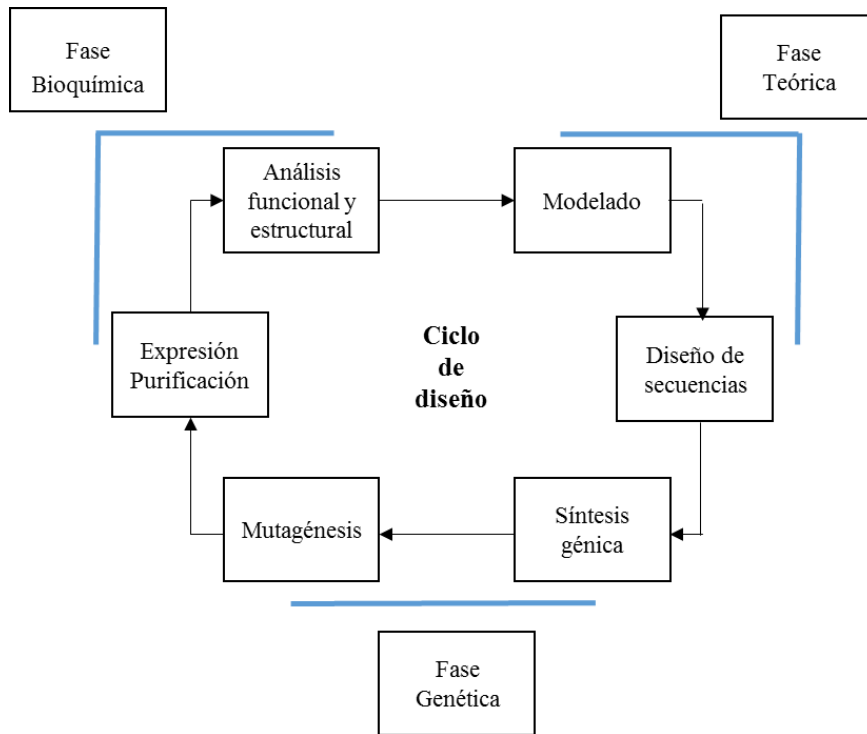 Fase
Bioquímica
Fase
Teórica
Análisis
funcional y
estructural
Modelado
Expresión
Purificación
Ciclo
de
diseño
Diseño de
secuencias
Mutagénesis
Síntesis
génica
Fase
Genética